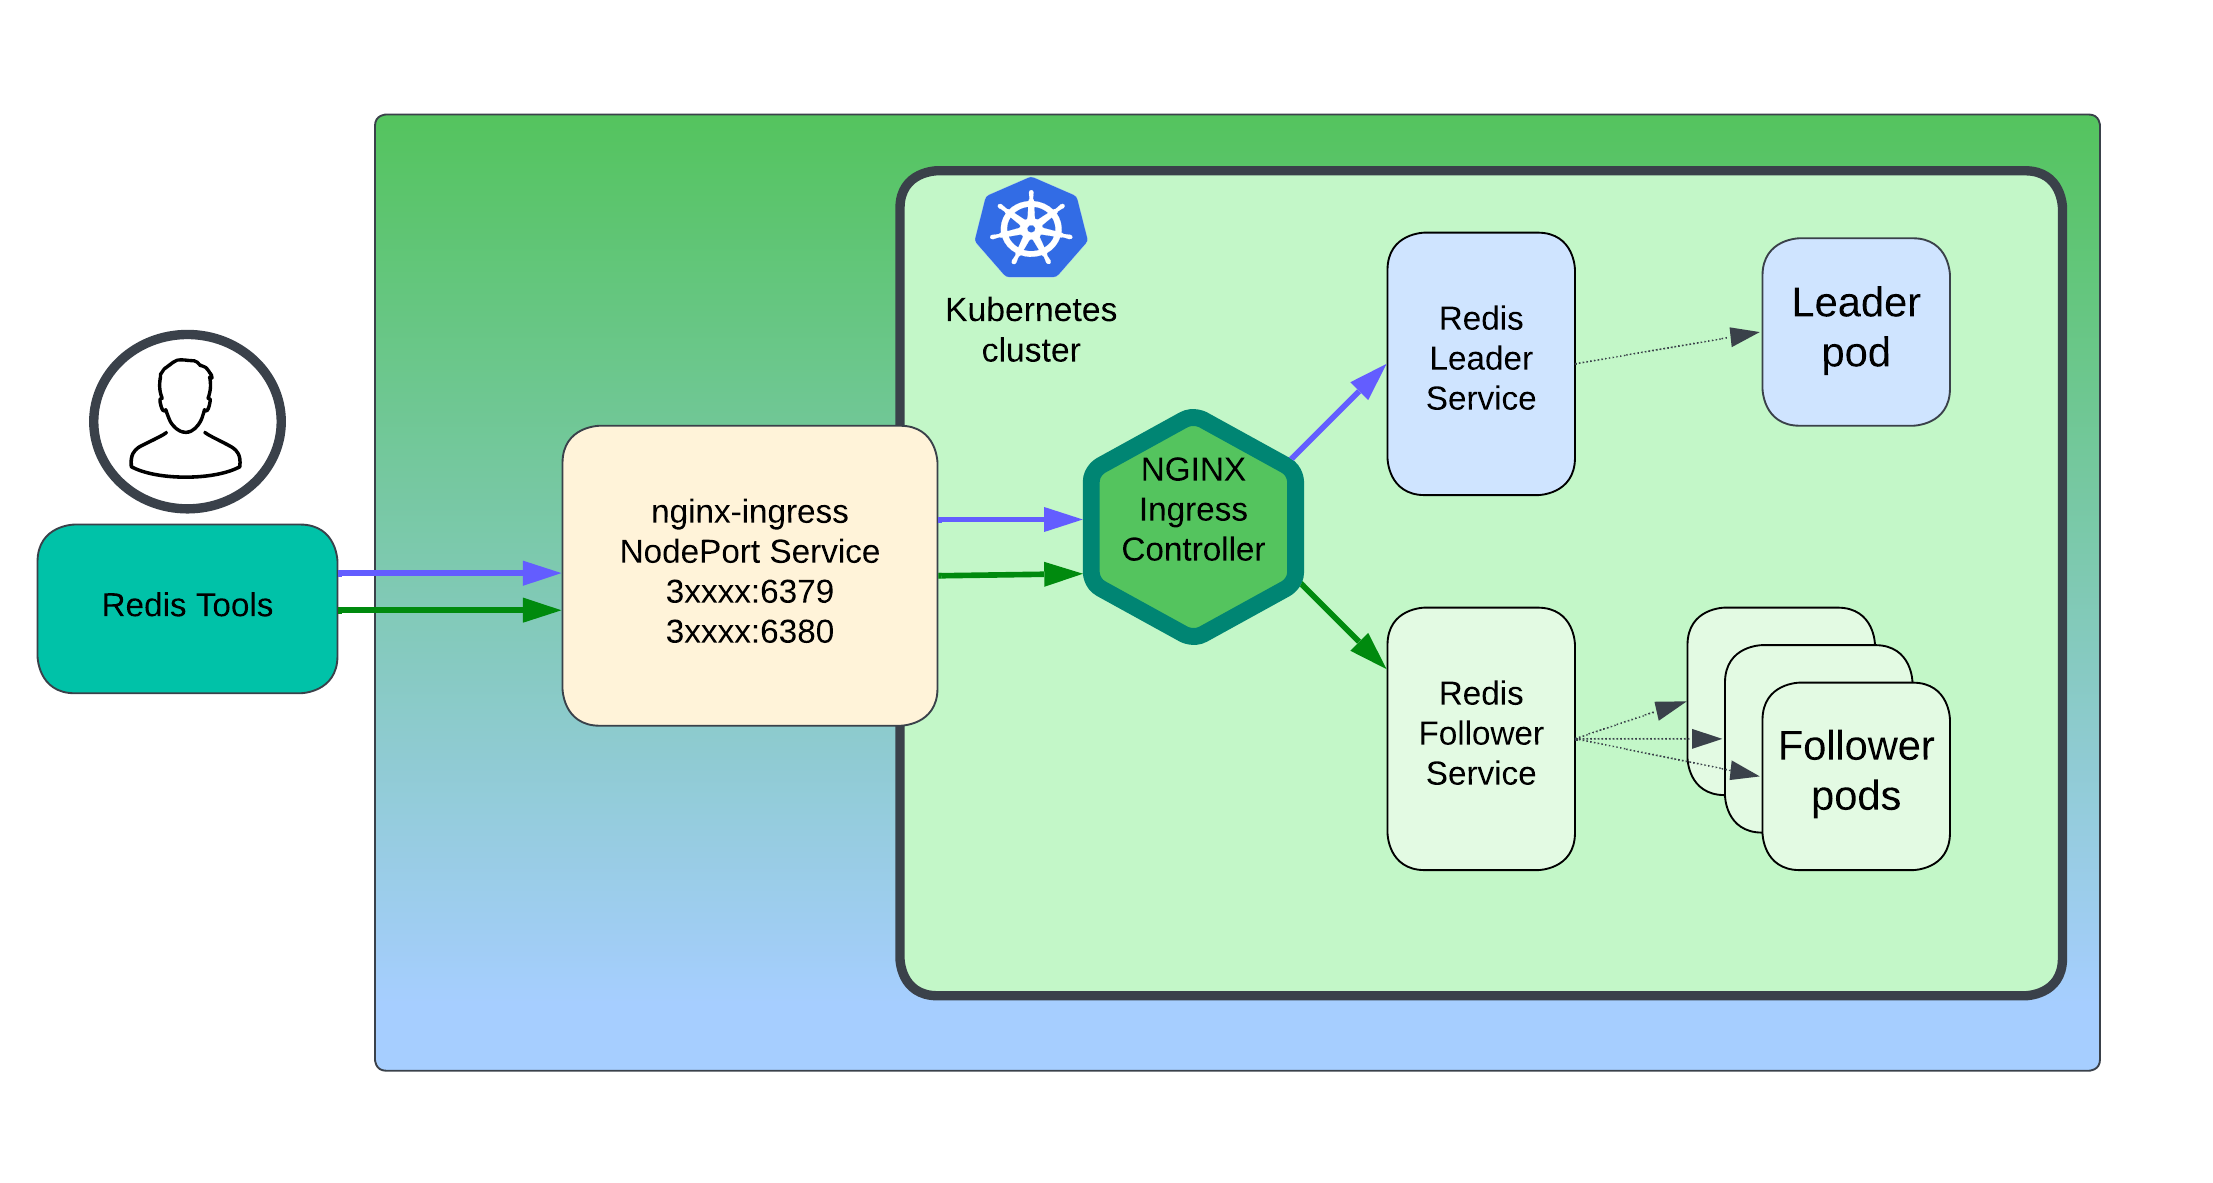 Redis Tools
nginx-ingress
NodePort Service
3xxxx:6379
3xxxx:6380
Kubernetes
cluster
NGINX
Ingress
Controller
Redis
Leader
Service
Leader
pod
Redis
Follower
Service
Follower
pods